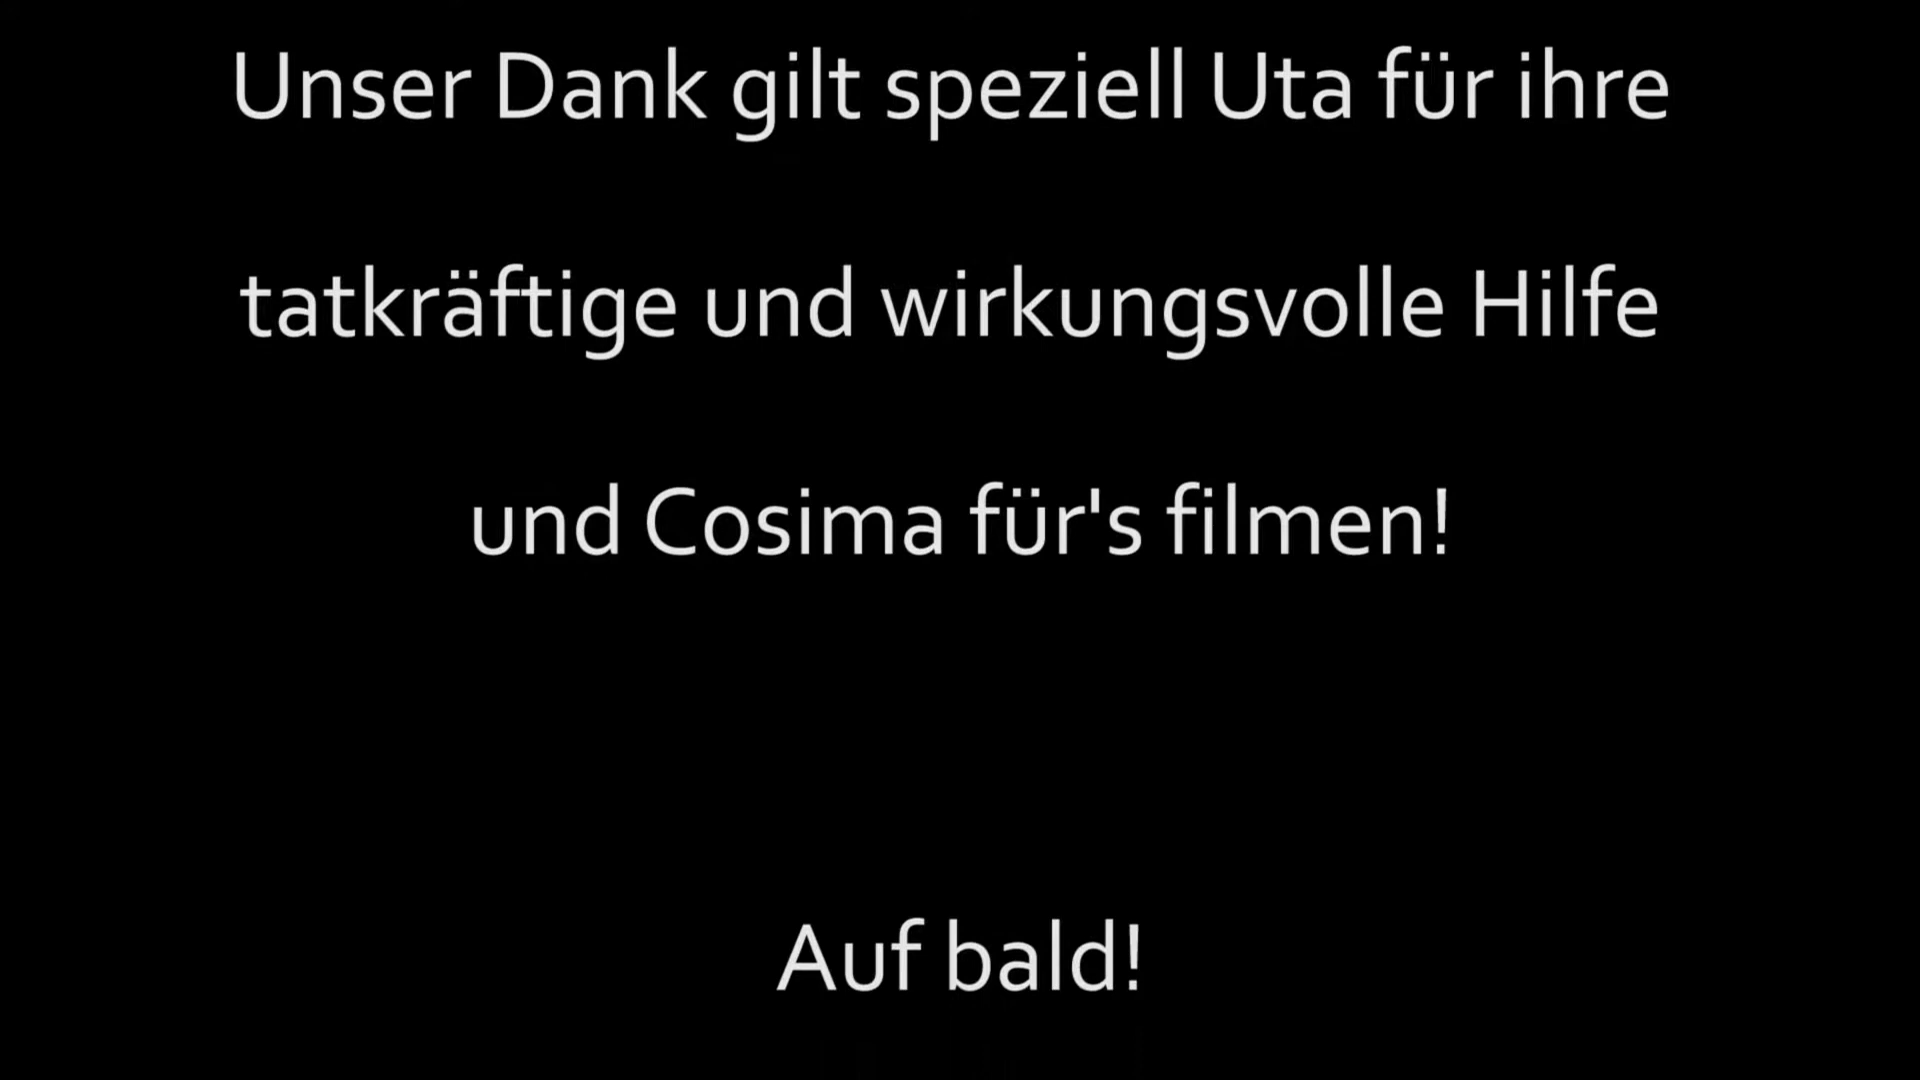 Unser Dank gilt speziell Uta für ihre
tatkräftige und wirkungsvolle Hilfe
und Cosima für's filmen!
Auf bald!